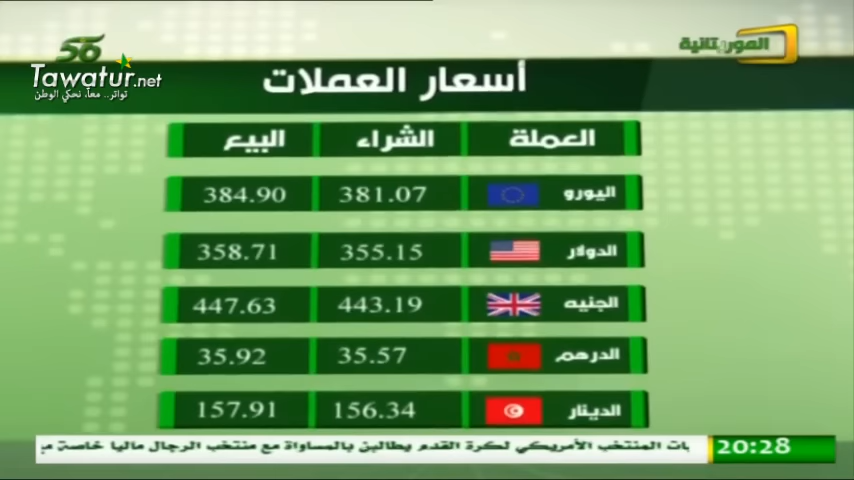 56
Tawatur.net
تواتر.. معا، نحكي الوطن
الموريتانية
أسعار العملات
العملة الشراء البيع
اليورو 381.07 384.90
الدولار 355.15 358.71
الجنيه 443.19 447.63
الدرهم 35.57 35.92
الدينار 156.34 157.91
20:28 بات المنتخب الأمريكي لكرة القدم يطالبن بالمساواة مع منتخب الرجال ماليا خاصة